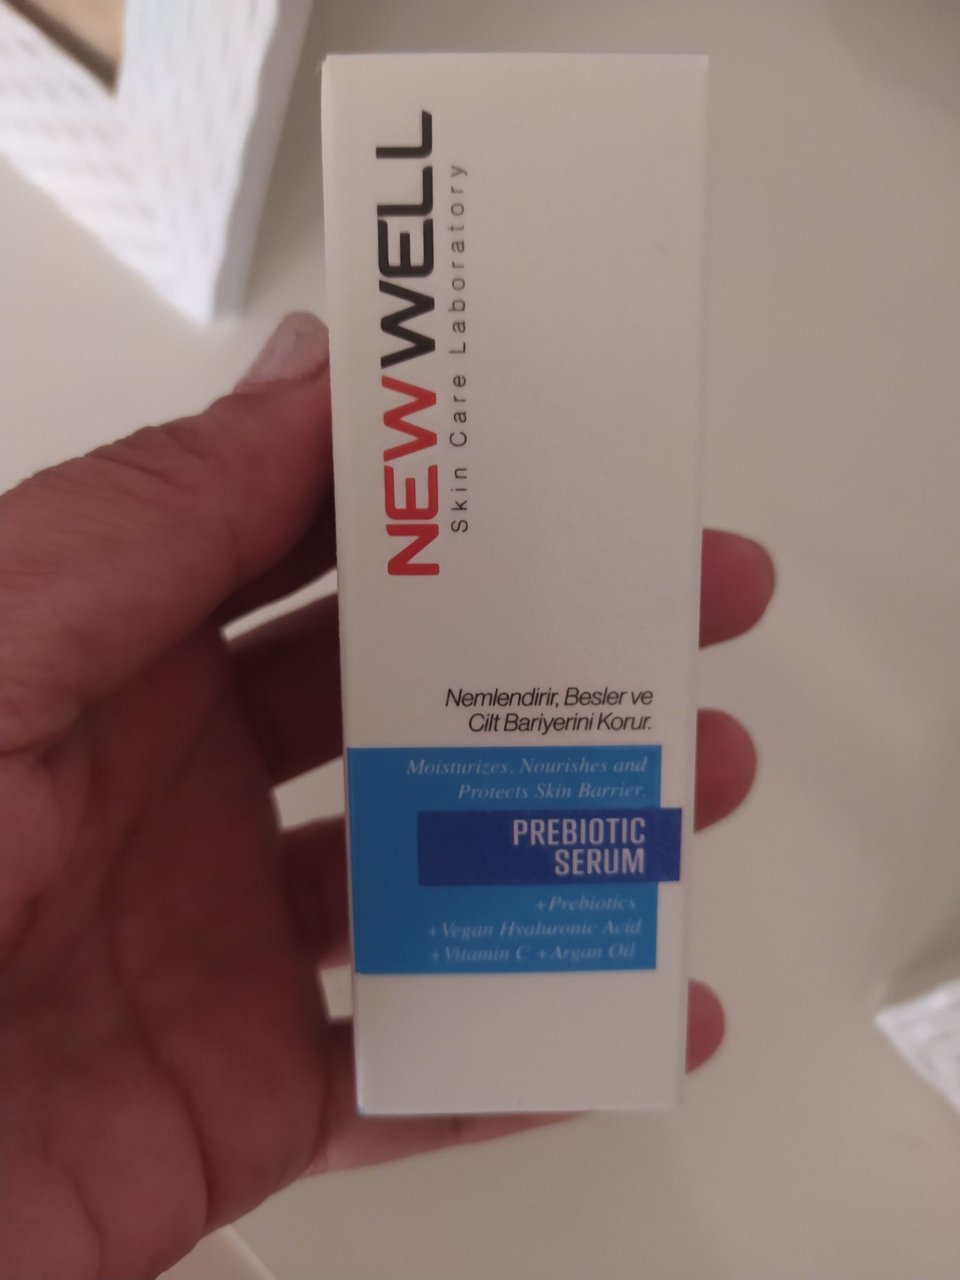 NEWWELL
Skin Care Laboratory
Nemlendirir, Besler ve
Cilt Bariyerini Korur.
Moisturizes, Nourishes and
Protects Skin Barrier.
PREBIOTIC
SERUM
+Prebiotics
+Vegan Hyaluronic Acid
+Vitamin C +Argan Oil